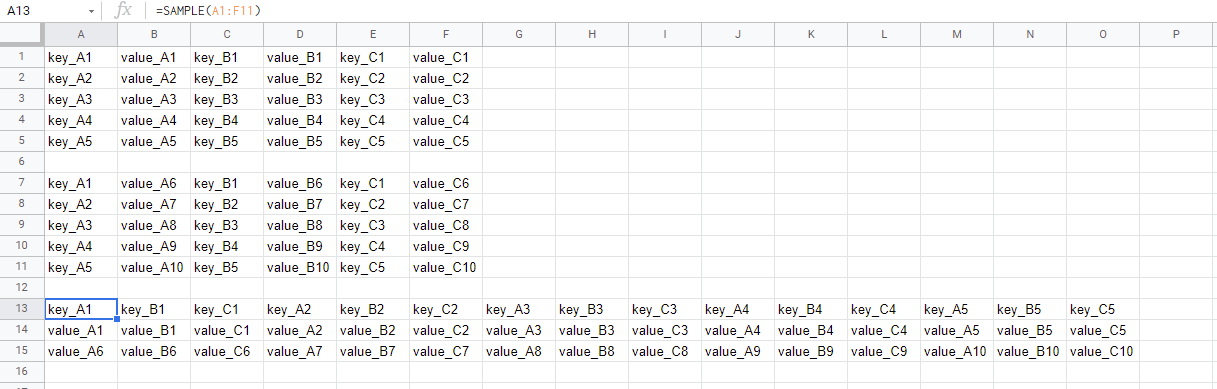 A13 fx =SAMPLE(A1:F11)
A B C D E F G H I J K L M N O P
1 key_A1 value_A1 key_B1 value_B1 key_C1 value_C1
2 key_A2 value_A2 key_B2 value_B2 key_C2 value_C2
3 key_A3 value_A3 key_B3 value_B3 key_C3 value_C3
4 key_A4 value_A4 key_B4 value_B4 key_C4 value_C4
5 key_A5 value_A5 key_B5 value_B5 key_C5 value_C5
6
7 key_A1 value_A6 key_B1 value_B6 key_C1 value_C6
8 key_A2 value_A7 key_B2 value_B7 key_C2 value_C7
9 key_A3 value_A8 key_B3 value_B8 key_C3 value_C8
10 key_A4 value_A9 key_B4 value_B9 key_C4 value_C9
11 key_A5 value_A10 key_B5 value_B10 key_C5 value_C10
12
13 key_A1 key_B1 key_C1 key_A2 key_B2 key_C2 key_A3 key_B3 key_C3 key_A4 key_B4 key_C4 key_A5 key_B5 key_C5
14 value_A1 value_B1 value_C1 value_A2 value_B2 value_C2 value_A3 value_B3 value_C3 value_A4 value_B4 value_C4 value_A5 value_B5 value_C5
15 value_A6 value_B6 value_C6 value_A7 value_B7 value_C7 value_A8 value_B8 value_C8 value_A9 value_B9 value_C9 value_A10 value_B10 value_C10
16